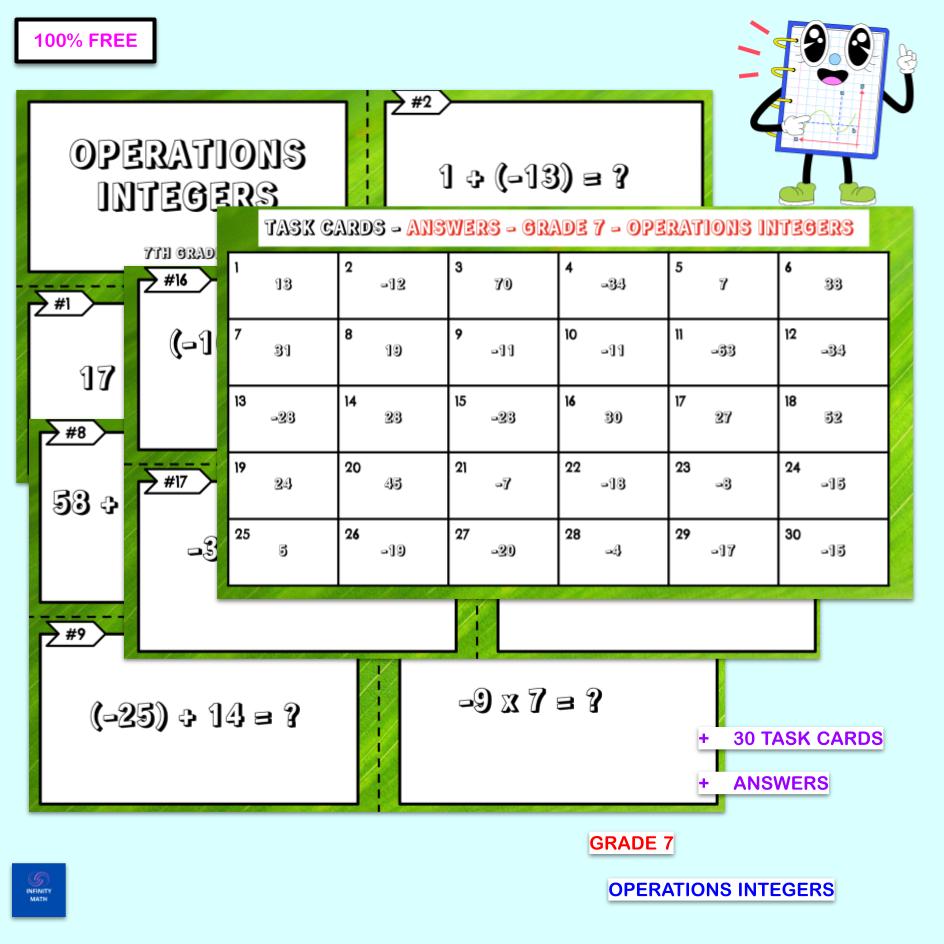 100% FREE
OPERATIONS
INTEGERS
7TH GRAD
#2
1 + (-13) = ?
#1
17
#16
(-1
#8
58 +
#17
-3
TASK CARDS - ANSWERS - GRADE 7 - OPERATIONS INTEGERS
1 13 2 -12 3 70 4 -34 5 7 6 38
7 31 8 19 9 -11 10 -11 11 -63 12 -34
13 -28 14 28 15 -28 16 30 17 27 18 52
19 24 20 45 21 -7 22 -18 23 -8 24 -15
25 5 26 -19 27 -20 28 -4 29 -17 30 -15
#9
(-25) + 14 = ?
-9 x 7 = ?
+ 30 TASK CARDS
+ ANSWERS
GRADE 7
OPERATIONS INTEGERS
INFINITY
MATH